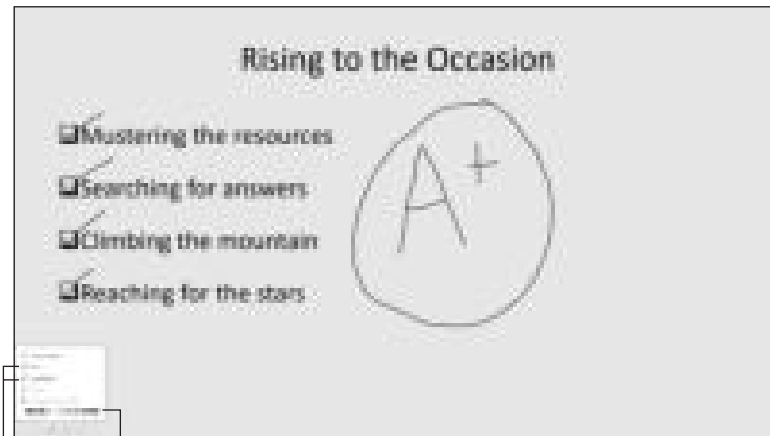 Rising to the Occasion
Mustering the resources
Searching for answers
Climbing the mountain
Reaching for the stars
A+